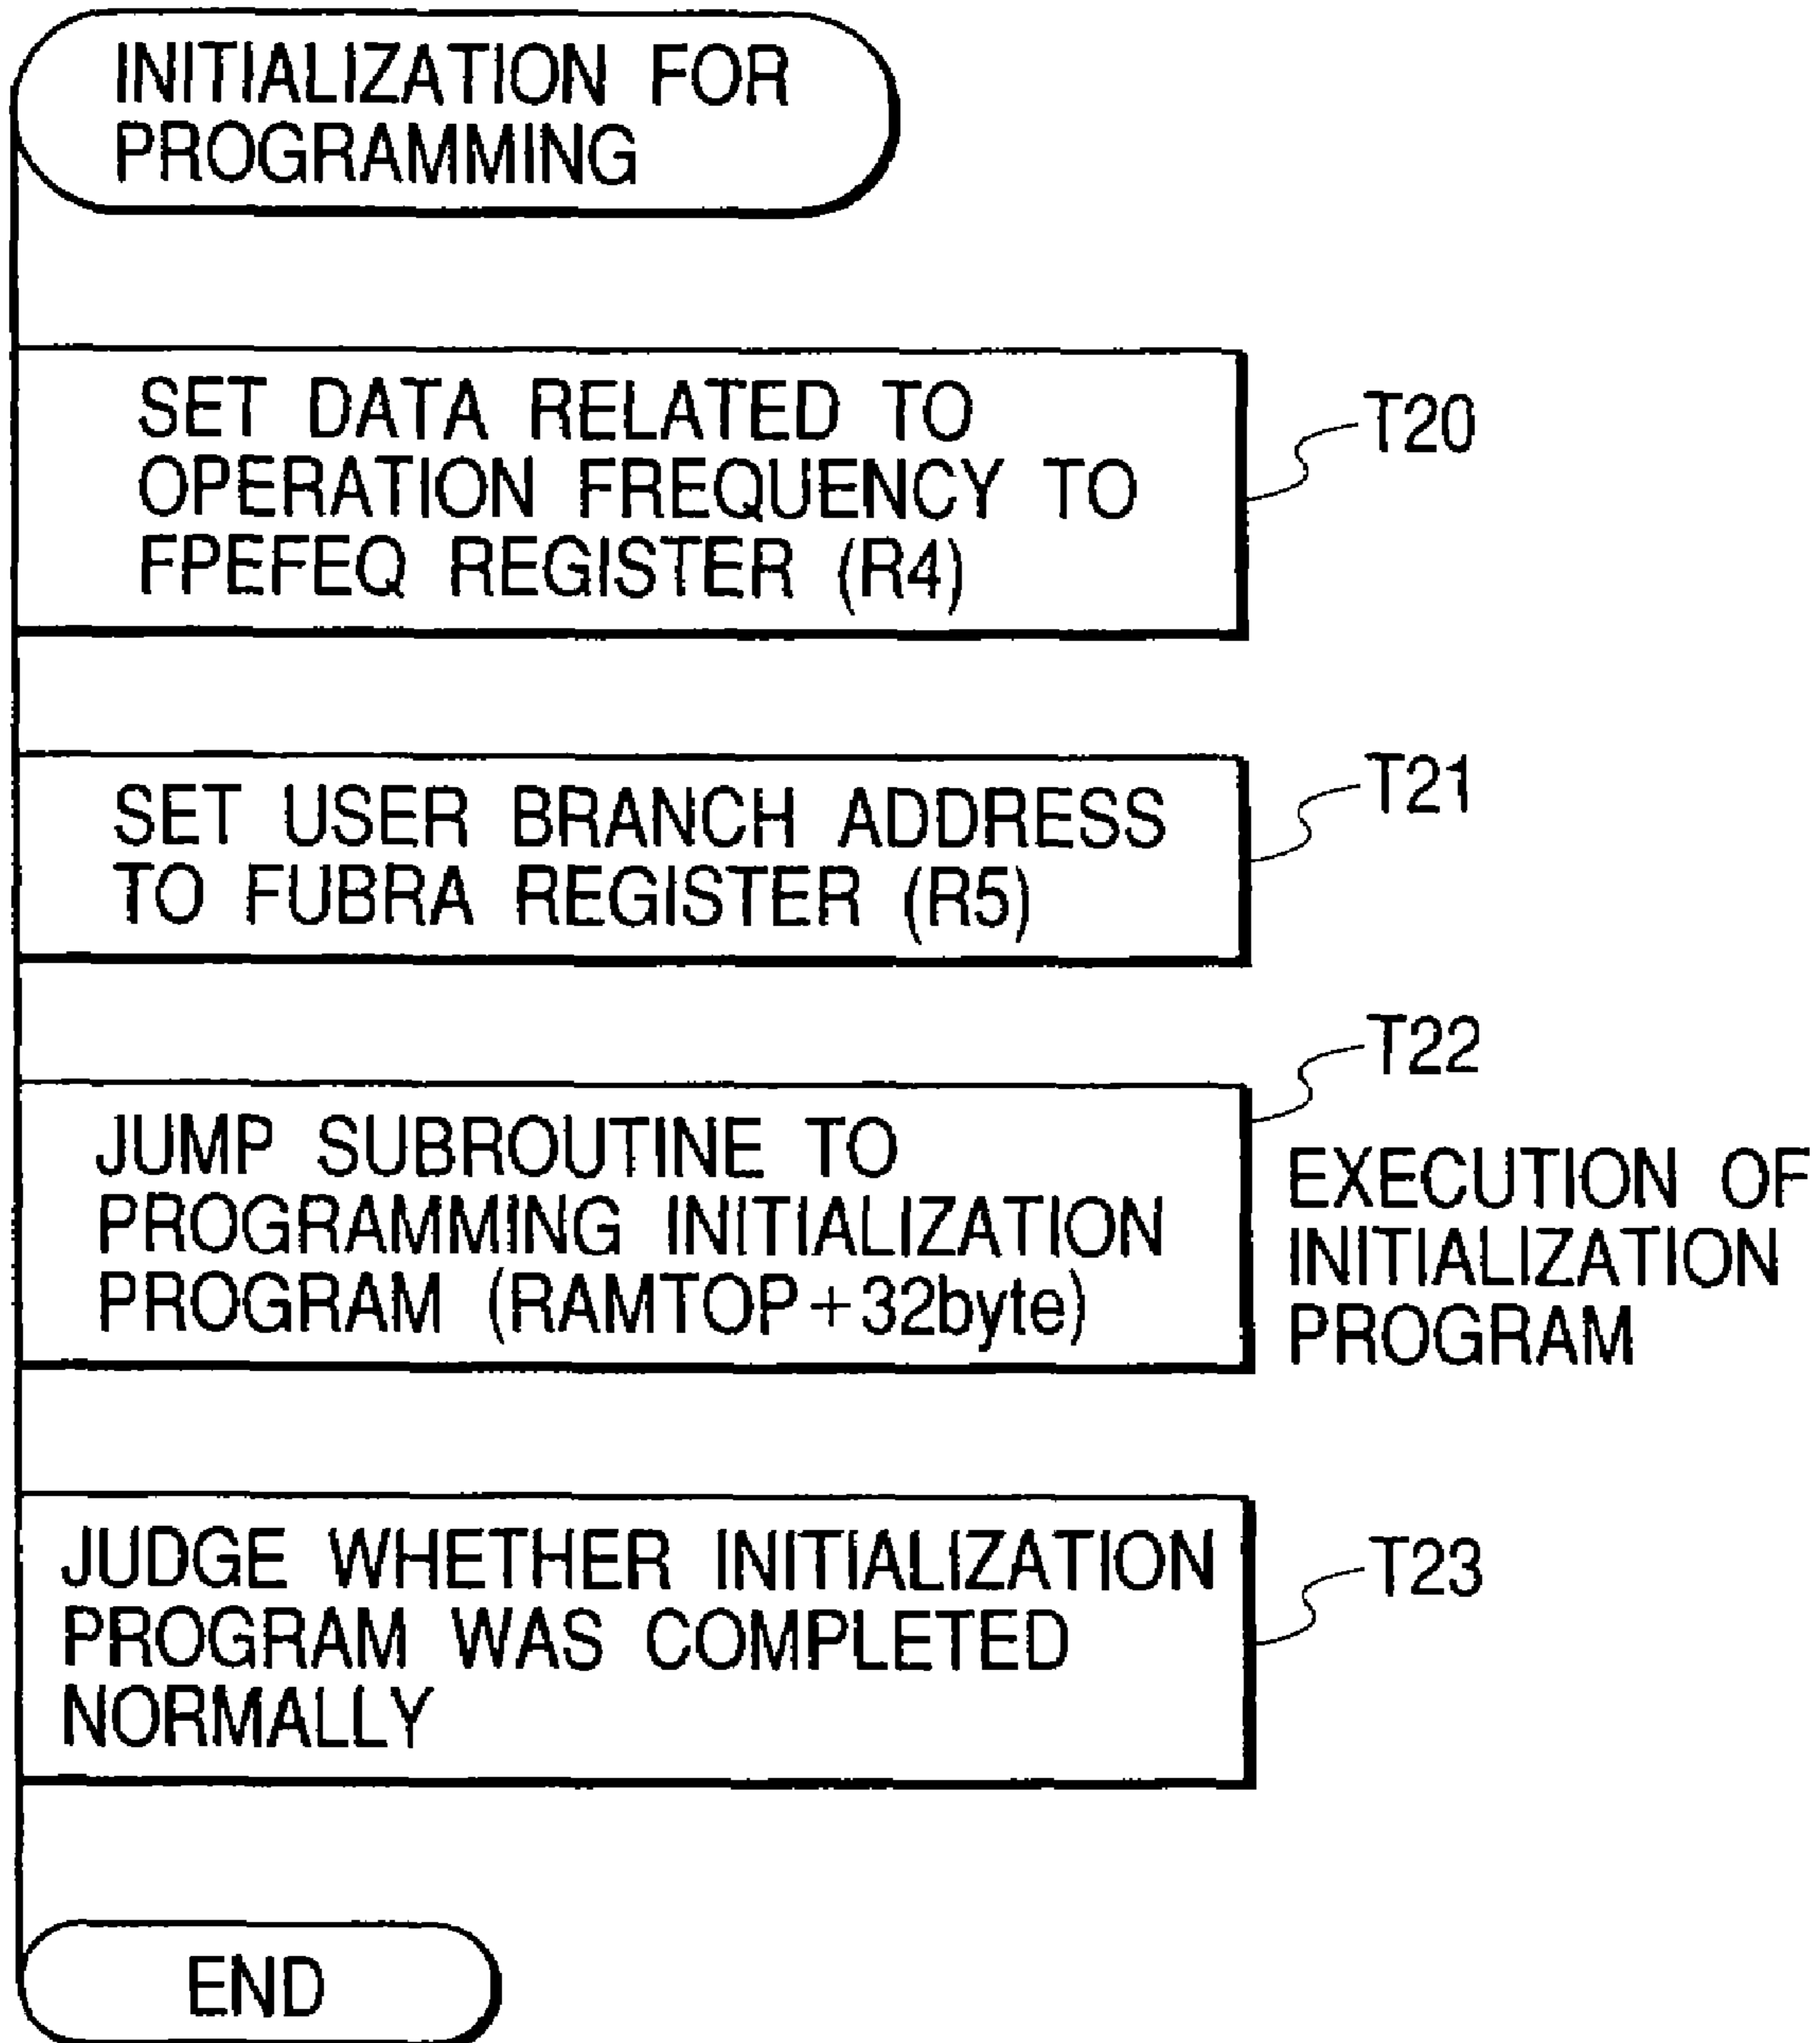 INITIALIZATION FOR
PROGRAMMING
SET DATA RELATED TO
OPERATION FREQUENCY TO
FPEFEQ REGISTER (R4)
T20
SET USER BRANCH ADDRESS
TO FUBRA REGISTER (R5)
T21
JUMP SUBROUTINE TO
PROGRAMMING INITIALIZATION
PROGRAM (RAMTOP+32byte)
T22
EXECUTION OF
INITIALIZATION
PROGRAM
JUDGE WHETHER INITIALIZATION
PROGRAM WAS COMPLETED
NORMALLY
T23
END